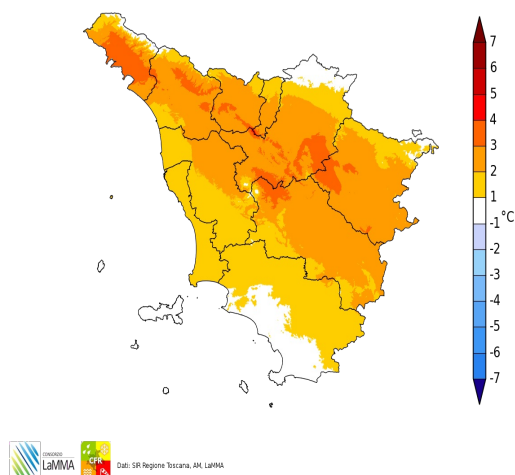 7
6
5
4
3
2
1
-1
°C
-2
-3
-4
-5
-6
-7
CONSORZIO
LaMMA
CFR
Dati: SIR Regione Toscana, AM, LaMMA